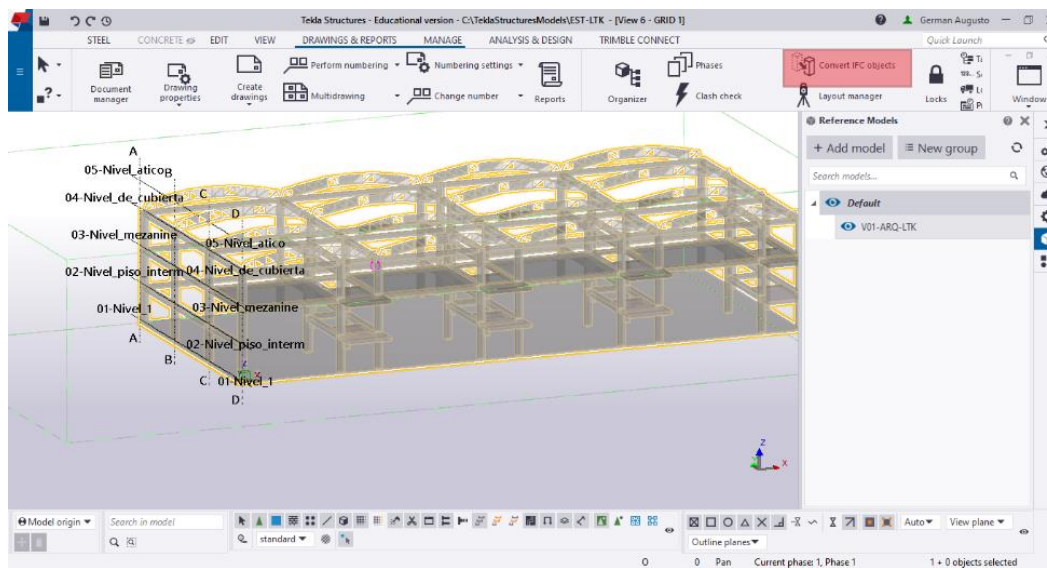 Tekla Structures - Educational version - C:\TeklaStructuresModels\EST-LTK - [View 6 - GRID 1]
German Augusto
STEEL CONCRETE EDIT VIEW DRAWINGS & REPORTS MANAGE ANALYSIS & DESIGN TRIMBLE CONNECT
Quick Launch
Document manager
Drawing properties
Create drawings
Perform numbering
Multidrawing
Numbering settings
Change number
Reports
Organizer
Phases
Clash check
Convert IFC objects
Layout manager
Locks
Window
Reference Models
+ Add model
New group
Search models...
Default
V01-ARQ-LTK
A
05-Nivel_atico
B
04-Nivel_de_cubierta
C
D
03-Nivel_mezanine
05-Nivel_atico
02-Nivel_piso_interm
04-Nivel_de_cubierta
01-Nivel_1
03-Nivel_mezanine
A
02-Nivel_piso_interm
B
C
01-Nivel_1
D
Z
X
Model origin
Search in model
standard
Auto
View plane
Outline planes
0
0
Pan
Current phase: 1, Phase 1
1 + 0 objects selected